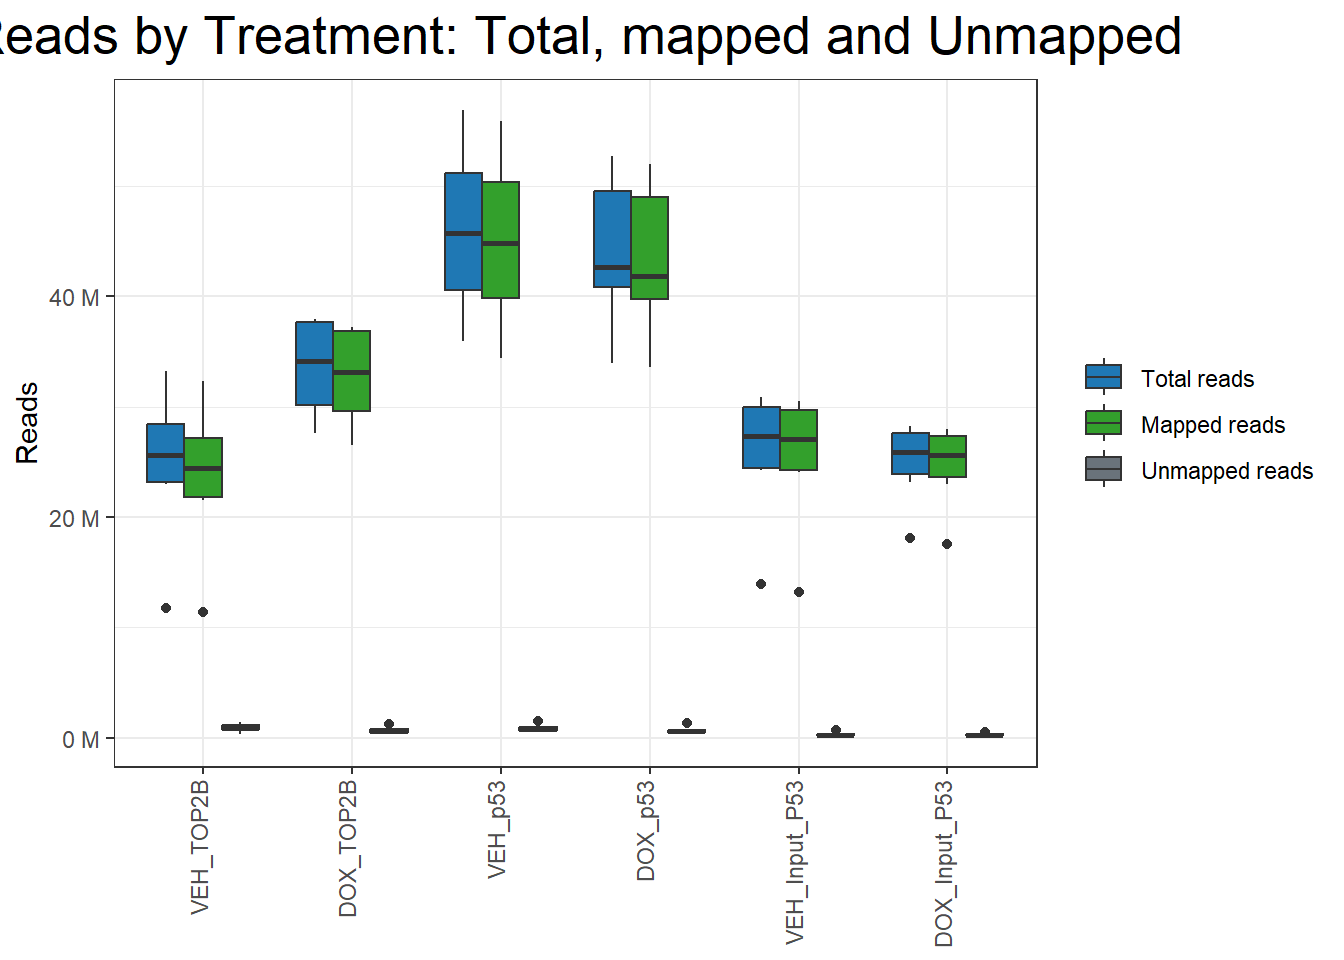 Reads by Treatment: Total, mapped and Unmapped
Reads
40 M
20 M
0 M
VEH_TOP2B
DOX_TOP2B
VEH_p53
DOX_p53
VEH_Input_P53
DOX_Input_P53
Total reads
Mapped reads
Unmapped reads